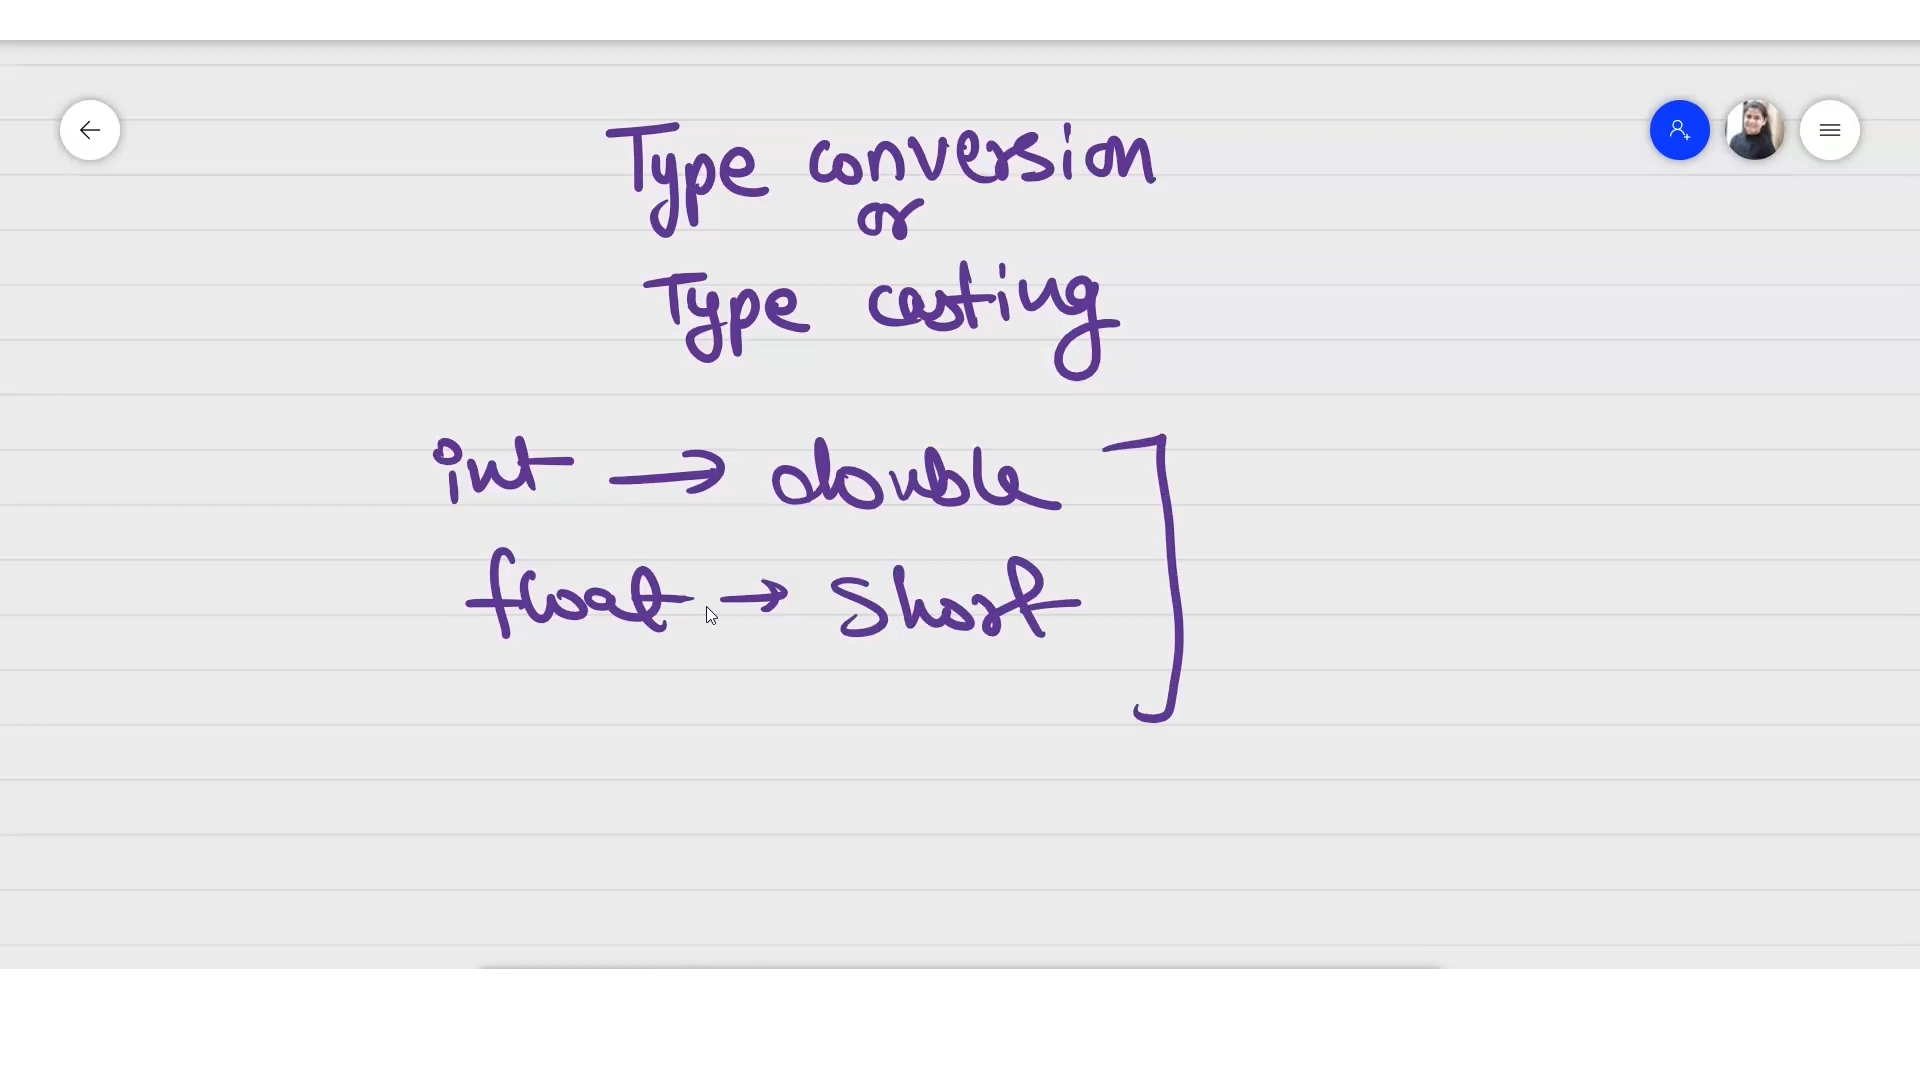 Type conversion
or
Type casting
int → double
float → short